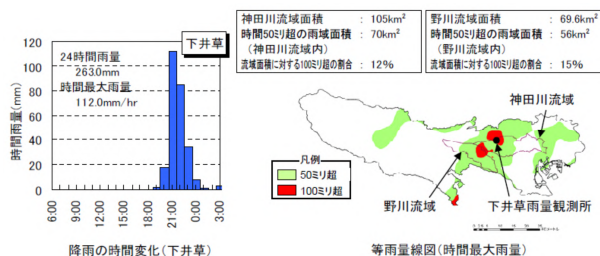 下井草
24時間雨量
263.0mm
時間最大雨量
112.0mm/hr
時間雨量(mm)
120
100
80
60
40
20
0
6:00
9:00
12:00
15:00
18:00
21:00
0:00
3:00
降雨の時間変化(下井草)
神田川流域面積 : 105km²
時間50ミリ超の雨域面積 : 70km²
(神田川流域内)
流域面積に対する100ミリ超の割合 : 12%
野川流域面積 : 69.6km²
時間50ミリ超の雨域面積 : 56km²
(野川流域内)
流域面積に対する100ミリ超の割合 : 15%
神田川流域
凡例
50ミリ超
100ミリ超
野川流域
下井草雨量観測所
等雨量線図(時間最大雨量)